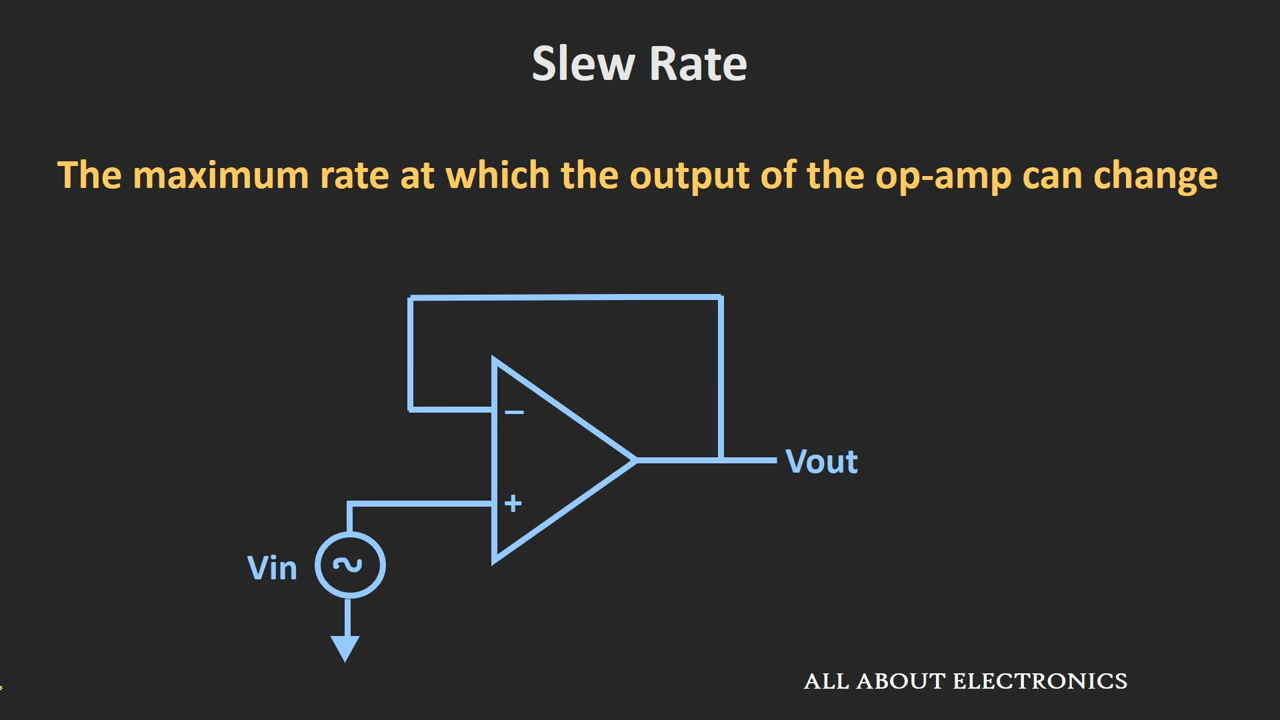 Slew Rate
The maximum rate at which the output of the op-amp can change
−
Vout
+
Vin
ALL ABOUT ELECTRONICS